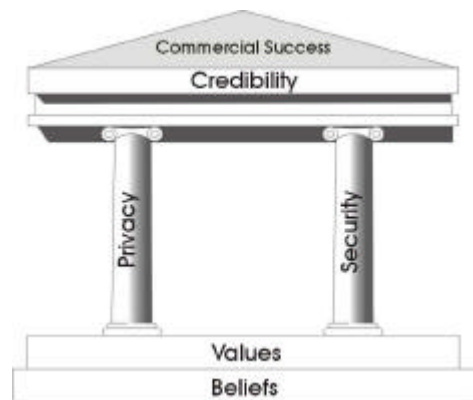 Commercial Success
Credibility
Privacy
Security
Values
Beliefs